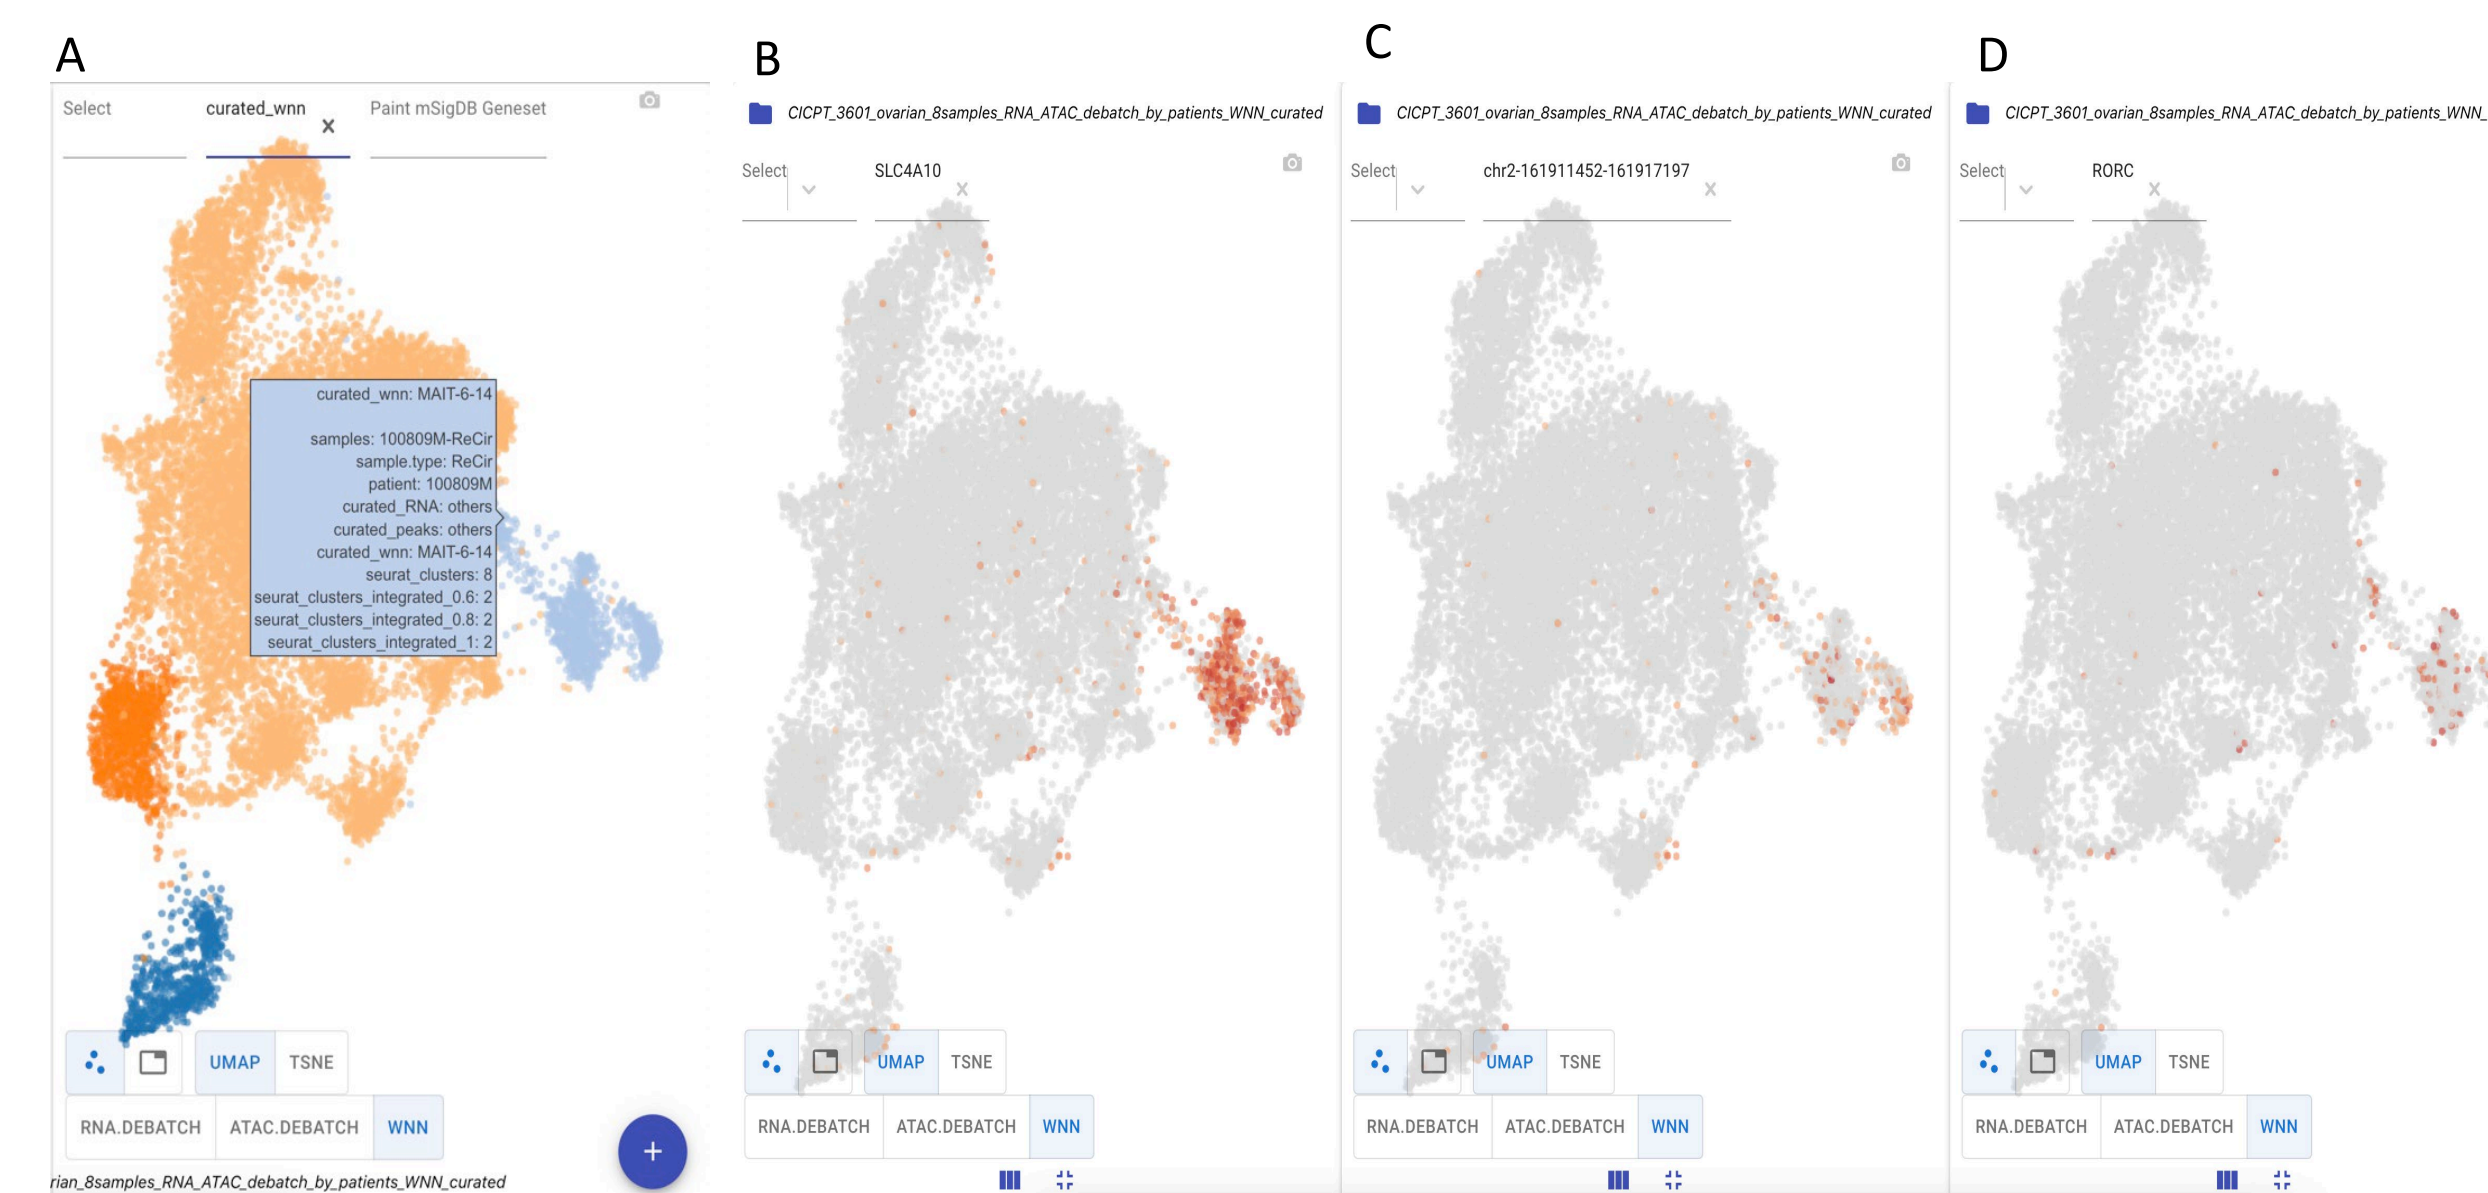 A
Select
curated_wnn
X
Paint mSigDB Geneset
curated_wnn: MAIT-6-14
samples: 100809M-ReCir
sample.type: ReCir
patient: 100809M
curated_RNA: others
curated_peaks: others
curated_wnn: MAIT-6-14
seurat_clusters: 8
seurat_clusters_integrated_0.6: 2
seurat_clusters_integrated_0.8: 2
seurat_clusters_integrated_1: 2
UMAP
TSNE
RNA.DEBATCH
ATAC.DEBATCH
WNN
+
rian_8samples_RNA_ATAC_debatch_by_patients_WNN_curated
B
CICPT_3601_ovarian_8samples_RNA_ATAC_debatch_by_patients_WNN_curated
Select
SLC4A10
X
UMAP
TSNE
RNA.DEBATCH
ATAC.DEBATCH
WNN
C
CICPT_3601_ovarian_8samples_RNA_ATAC_debatch_by_patients_WNN_curated
Select
chr2-161911452-161917197
X
UMAP
TSNE
RNA.DEBATCH
ATAC.DEBATCH
WNN
D
CICPT_3601_ovarian_8samples_RNA_ATAC_debatch_by_patients_WNN_
Select
RORC
X
UMAP
TSNE
RNA.DEBATCH
ATAC.DEBATCH
WNN